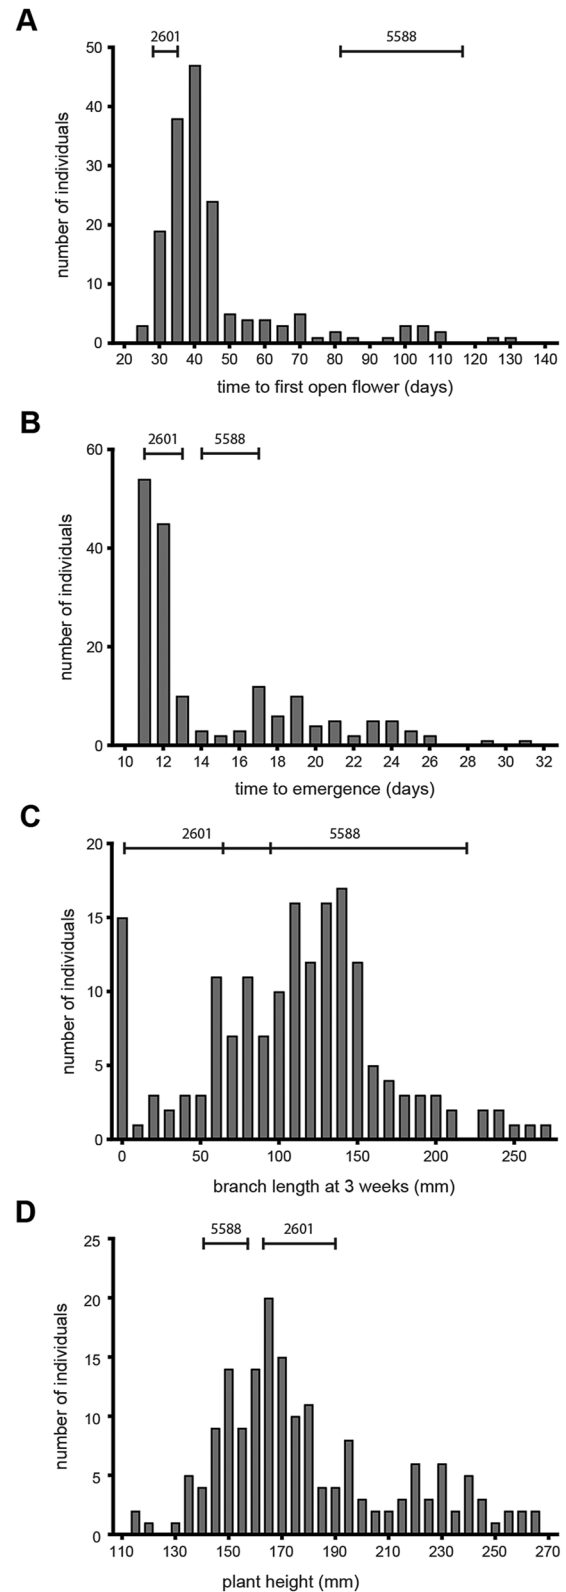 A
2601 5588
50
40
30
20
10
0
number of individuals
20 30 40 50 60 70 80 90 100 110 120 130 140
time to first open flower (days)
B
2601 5588
60
40
20
0
number of individuals
10 12 14 16 18 20 22 24 26 28 30 32
time to emergence (days)
C
2601 5588
20
15
10
5
0
number of individuals
0 50 100 150 200 250
branch length at 3 weeks (mm)
D
5588 2601
25
20
15
10
5
0
number of individuals
110 130 150 170 190 210 230 250 270
plant height (mm)